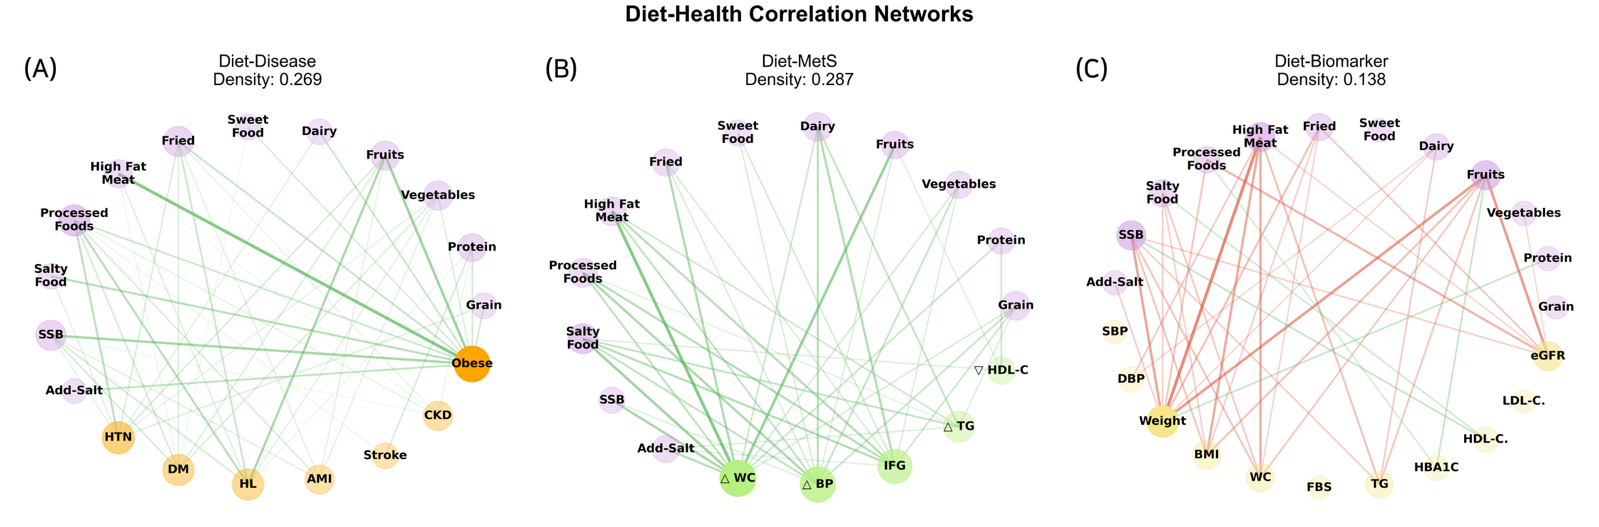 Diet-Health Correlation Networks
(A)
Diet-Disease
Density: 0.269
Sweet
Food
Dairy
Fried
Fruits
High Fat
Meat
Vegetables
Processed
Foods
Protein
Salty
Food
Grain
SSB
Obese
Add-Salt
CKD
HTN
Stroke
DM
AMI
HL
(B)
Diet-MetS
Density: 0.287
Sweet
Food
Dairy
Fried
Fruits
High Fat
Meat
Vegetables
Processed
Foods
Protein
Salty
Food
Grain
▽ HDL-C
SSB
△ TG
Add-Salt
IFG
△ WC
△ BP
(C)
Diet-Biomarker
Density: 0.138
High Fat
Meat
Fried
Sweet
Food
Processed
Foods
Dairy
Salty
Food
Fruits
SSB
Vegetables
Add-Salt
Protein
SBP
Grain
DBP
eGFR
Weight
LDL-C.
BMI
HDL-C.
WC
HBA1C
FBS
TG